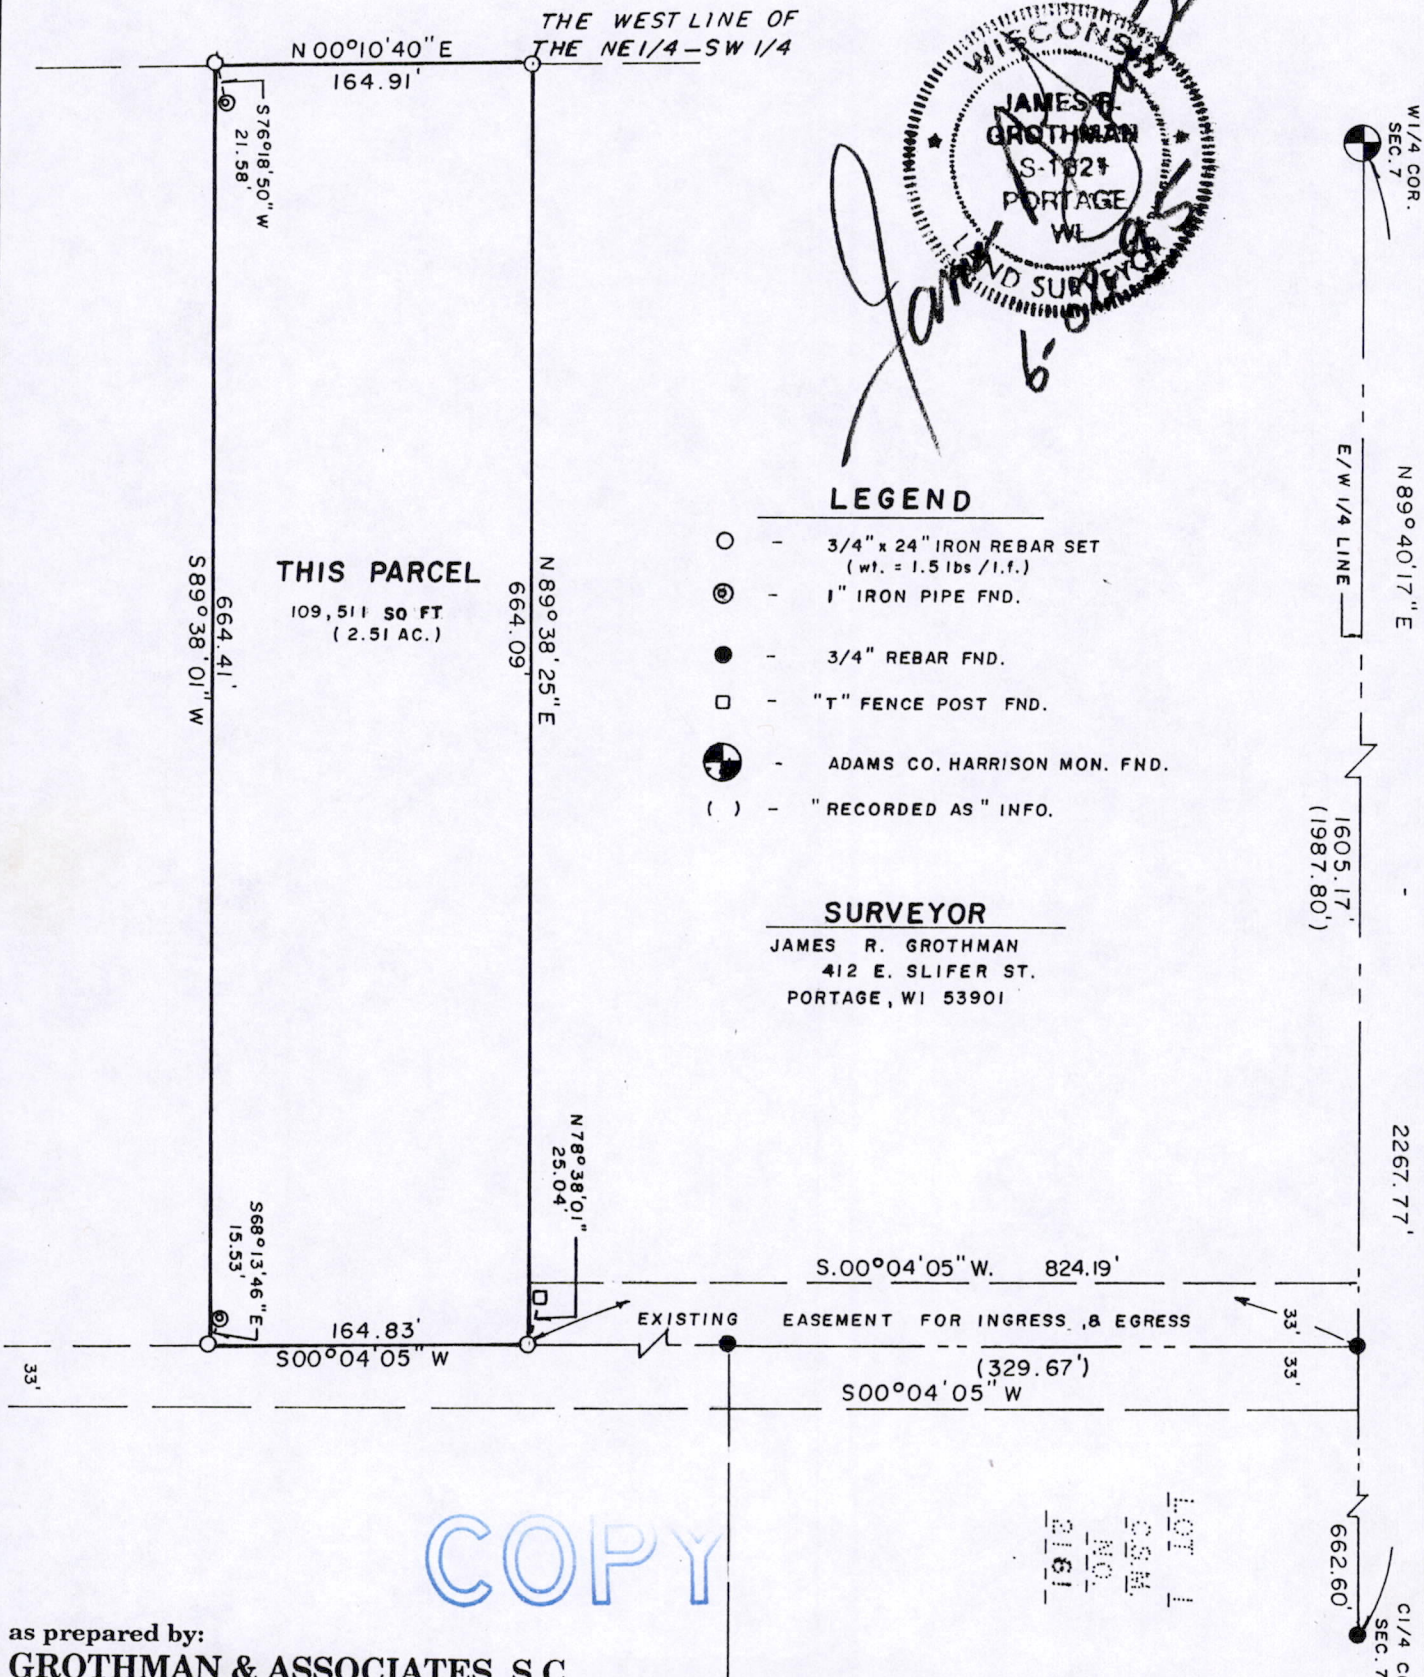 THE WEST LINE OF
THE NE1/4-SW 1/4
N 00°10'40" E
164.91'
S76°18'50" W
21.58'
WISCONSIN
JAMES R.
GROTHMAN
PORTAGE
WI
LAND SURVEYOR
W1/4 COR.
SEC.7
N 89°40'17" E
E/W 1/4 LINE
LEGEND
○ - 3/4" x 24" IRON REBAR SET
(wt. = 1.5 lbs/l.f.)
◎ - 1" IRON PIPE FND.
● - 3/4" REBAR FND.
□ - "T" FENCE POST FND.
- ADAMS CO. HARRISON MON. FND.
( ) - "RECORDED AS" INFO.
THIS PARCEL
109,511 SQ FT
(2.51 AC.)
S89°38'01" W
664.41'
N 89°38'25" E
664.09'
1605.17'
(1987.80')
SURVEYOR
JAMES R. GROTHMAN
412 E. SLIFER ST.
PORTAGE, WI 53901
2267.77'
N78°38'01"
25.04'
S68°13'46"E
15.53'
S.00°04'05"W. 824.19'
EXISTING EASEMENT FOR INGRESS & EGRESS
33'
33'
164.83'
S00°04'05" W
(329.67')
S00°04'05" W
33'
LOT 1
CSM.
NO.
2161
662.60'
C1/4
SEC. 7
COPY
as prepared by:
GROTHMAN & ASSOCIATES, S.C.